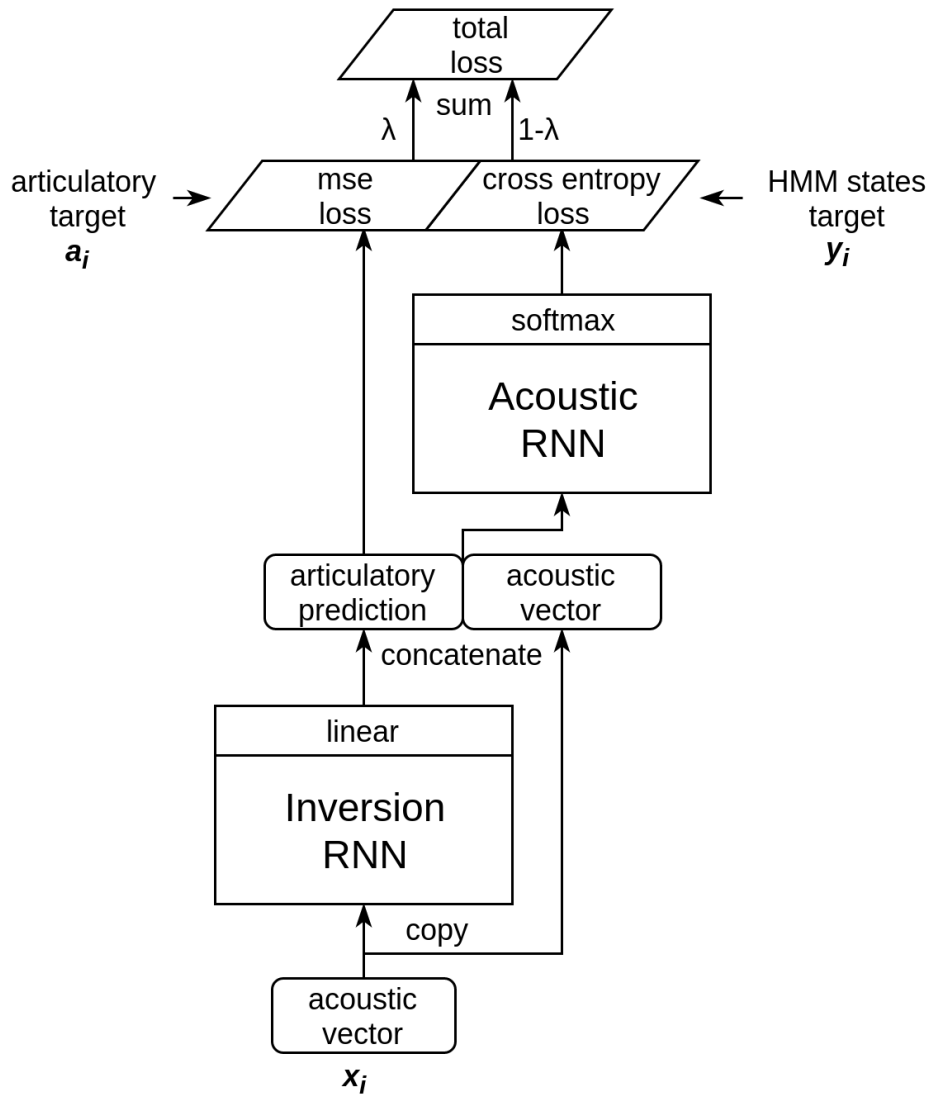 total
loss
sum
λ
1-λ
articulatory
target
a_i
mse
loss
cross entropy
loss
HMM states
target
y_i
softmax
Acoustic
RNN
articulatory
prediction
acoustic
vector
concatenate
linear
Inversion
RNN
copy
acoustic
vector
x_i